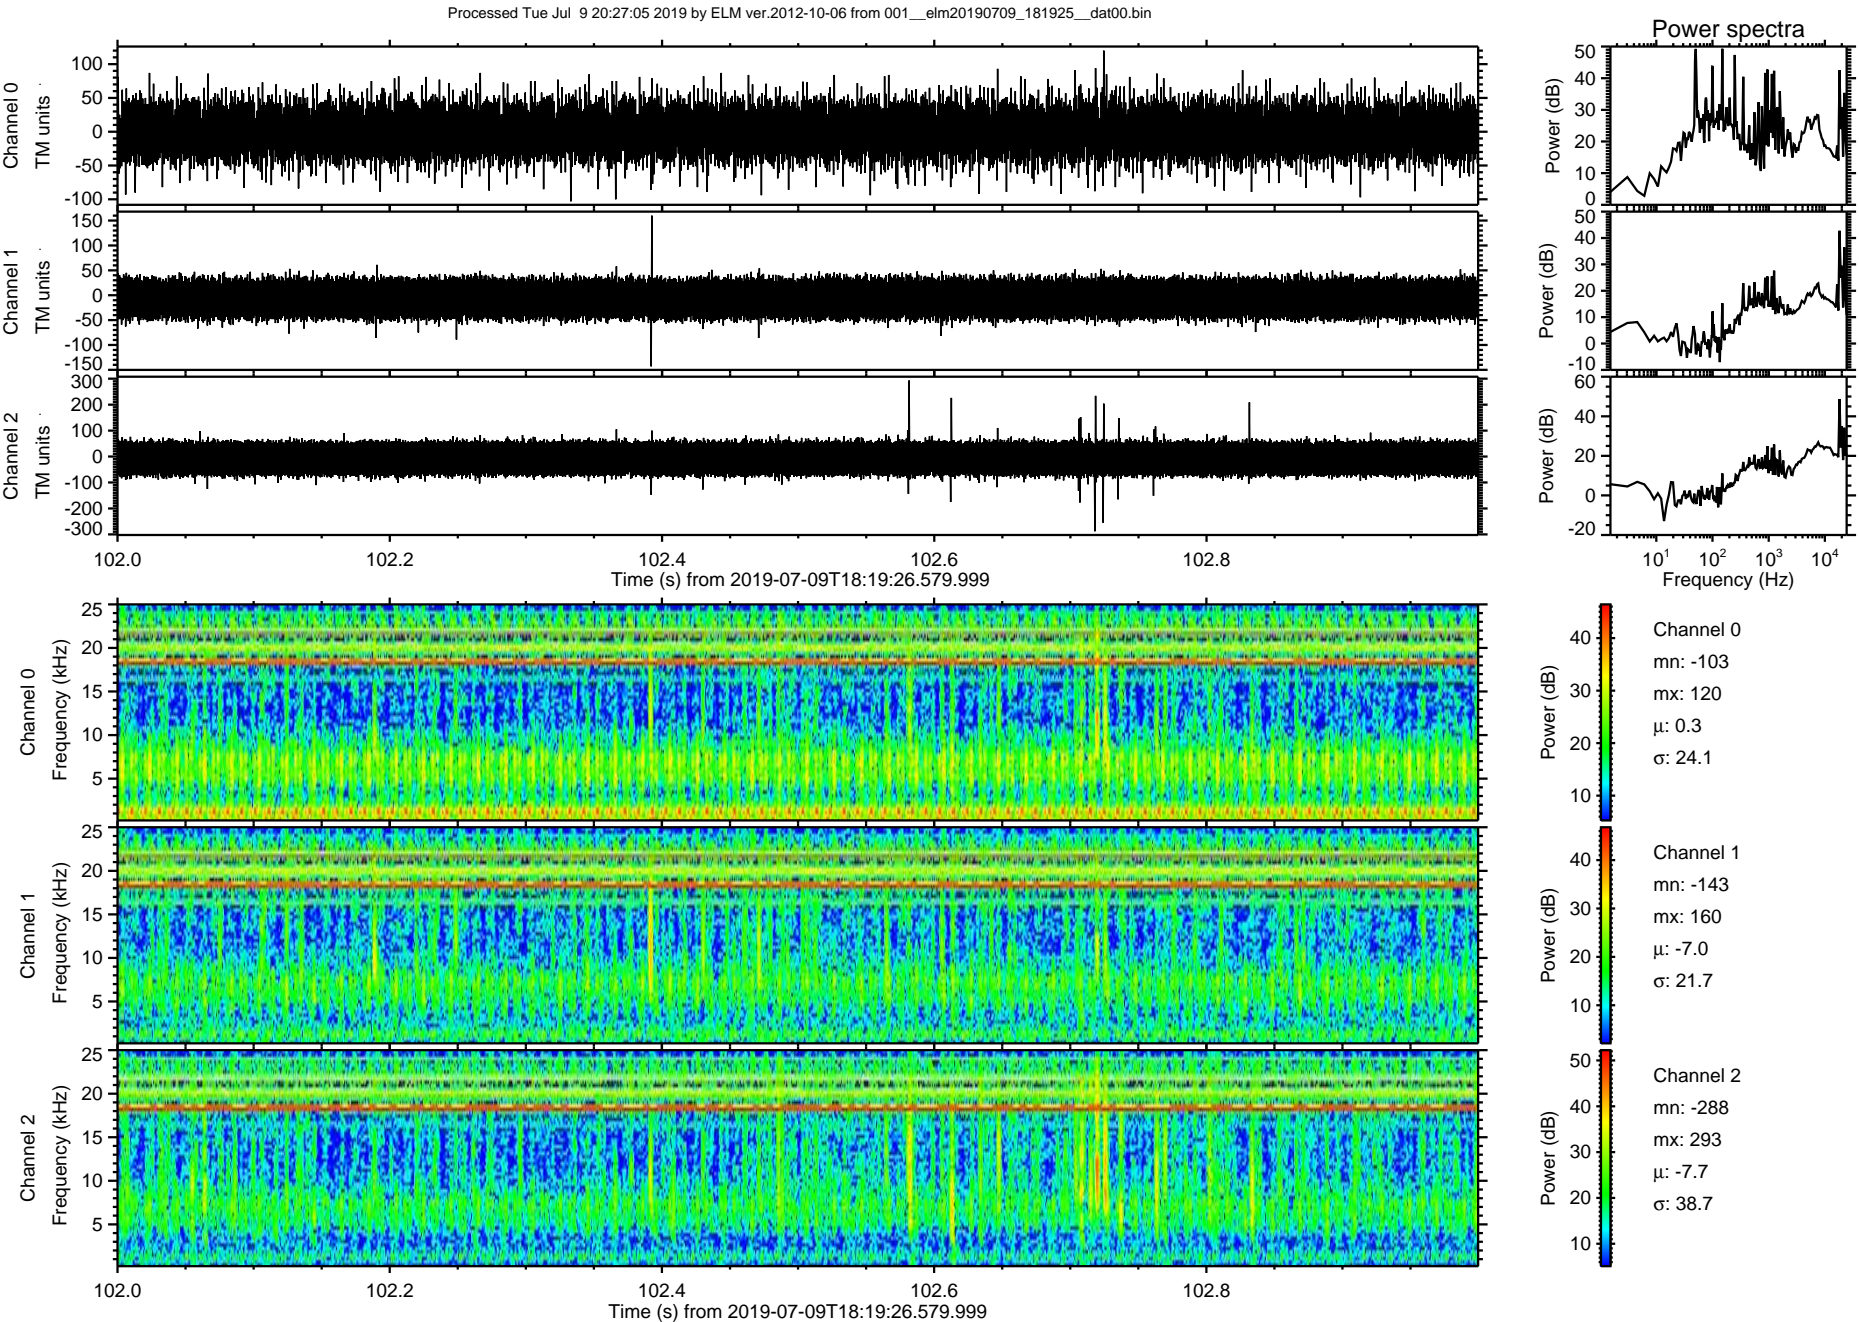 Processed Tue Jul  9 20:27:05 2019 by ELM ver.2012-10-06 from 001__elm20190709_181925__dat00.bin
Power spectra
Channel 0
TM units
100
50
0
-50
-100
Power (dB)
50
40
30
20
10
0
Channel 1
TM units
150
100
50
0
-50
-100
-150
Power (dB)
50
40
30
20
10
0
-10
Channel 2
TM units
300
200
100
0
-100
-200
-300
Power (dB)
60
40
20
0
-20
102.0 102.2 102.4 102.6 102.8
Time (s) from 2019-07-09T18:19:26.579.999
10^1 10^2 10^3 10^4
Frequency (Hz)
Channel 0
Frequency (kHz)
25
20
15
10
5
Power (dB)
40
30
20
10
Channel 0
mn: -103
mx: 120
μ: 0.3
σ: 24.1
Channel 1
Frequency (kHz)
25
20
15
10
5
Power (dB)
40
30
20
10
Channel 1
mn: -143
mx: 160
μ: -7.0
σ: 21.7
Channel 2
Frequency (kHz)
25
20
15
10
5
Power (dB)
50
40
30
20
10
Channel 2
mn: -288
mx: 293
μ: -7.7
σ: 38.7
102.0 102.2 102.4 102.6 102.8
Time (s) from 2019-07-09T18:19:26.579.999